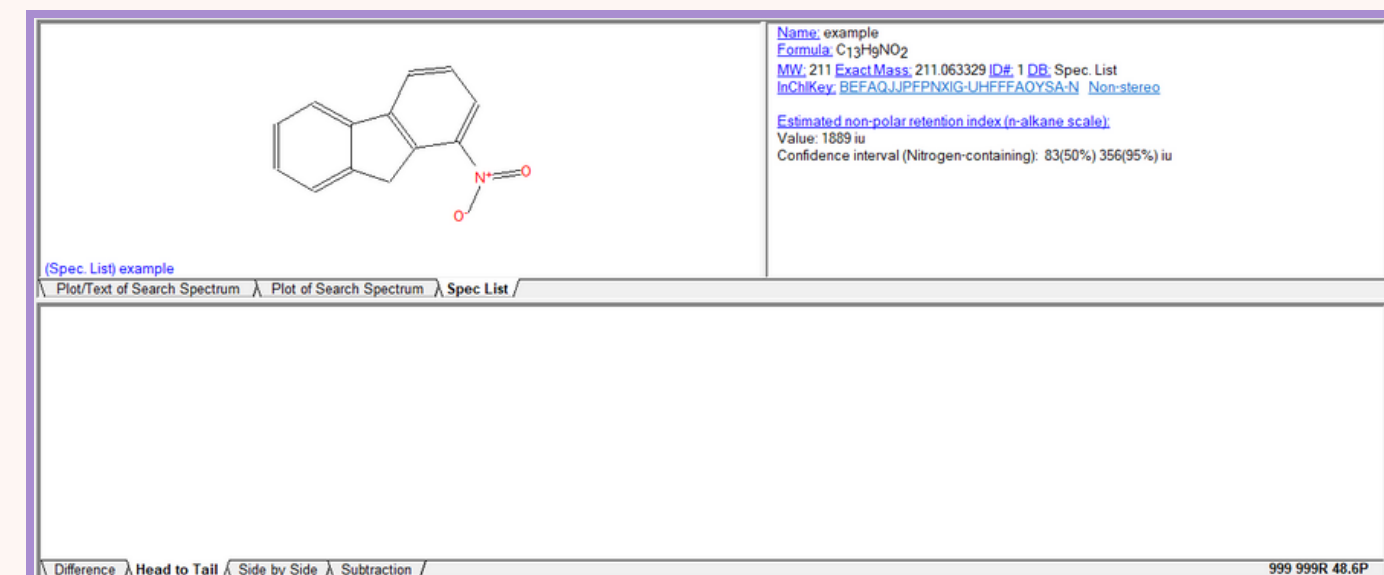 Name: example
Formula: C13H9NO2
MW: 211 Exact Mass: 211.063329 ID#: 1 DB: Spec. List
InChIKey: BEFAQJJPFPNXIG-UHFFFAOYSA-N Non-stereo
Estimated non-polar retention index (n-alkane scale):
Value: 1889 iu
Confidence interval (Nitrogen-containing): 83(50%) 356(95%) iu
N+ O
O-
(Spec. List) example
Plot/Text of Search Spectrum Plot of Search Spectrum Spec List
Difference Head to Tail Side by Side Subtraction 999 999R 48.6P